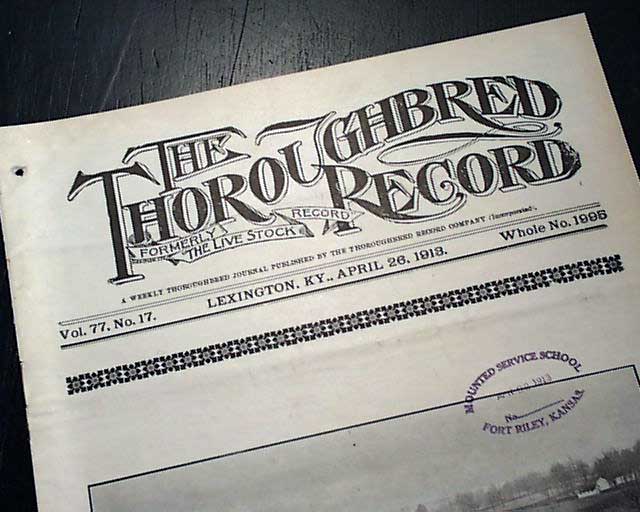 THE
THOROUGHBRED
RECORD
FORMERLY
THE LIVE STOCK RECORD
A WEEKLY THOROUGHBRED JOURNAL PUBLISHED BY THE THOROUGHBRED RECORD COMPANY (Incorporated).
Vol. 77, No. 17. LEXINGTON, KY., APRIL 26, 1913. Whole No. 1995
MOUNTED SERVICE SCHOOL
1913
No.
FORT RILEY, KANSAS.